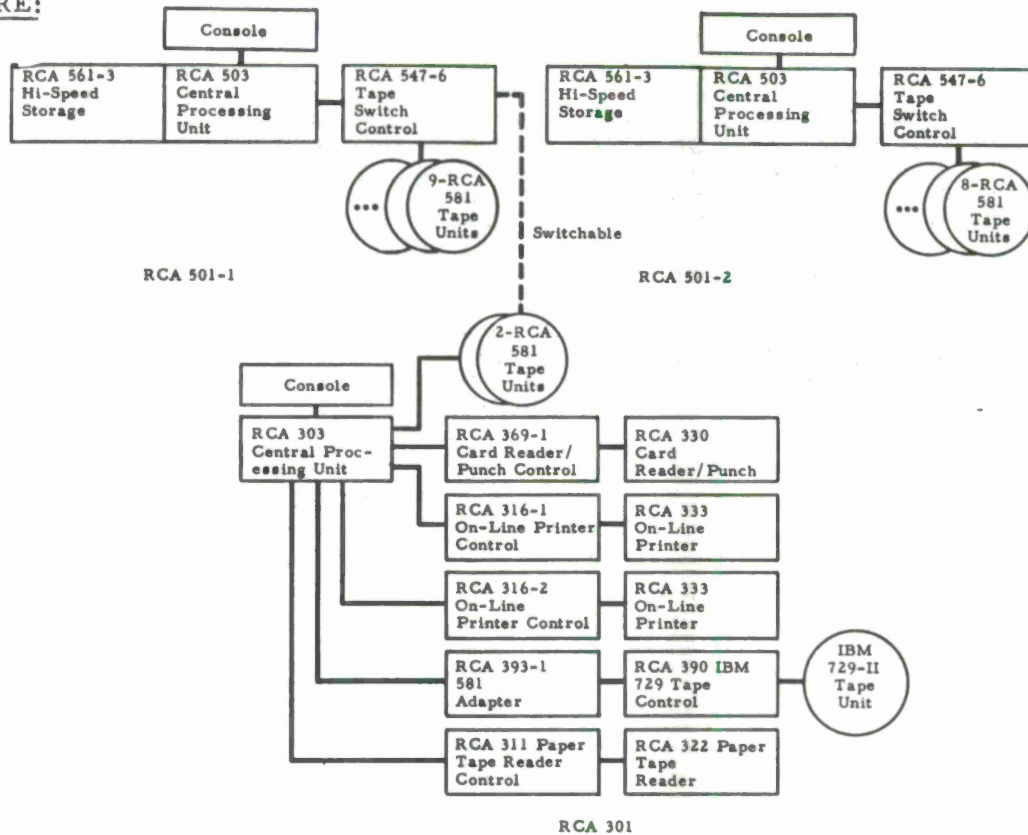 RE:
Console
RCA 561-3
Hi-Speed
Storage
RCA 503
Central
Processing
Unit
RCA 547-6
Tape
Switch
Control
9-RCA
581
Tape
Units
...
Switchable
RCA 501-1
Console
RCA 561-3
Hi-Speed
Storage
RCA 503
Central
Processing
Unit
RCA 547-6
Tape
Switch
Control
8-RCA
581
Tape
Units
...
RCA 501-2
2-RCA
581
Tape
Units
Console
RCA 303
Central Proc-
essing Unit
RCA 369-1
Card Reader/
Punch Control
RCA 330
Card
Reader/Punch
RCA 316-1
On-Line Printer
Control
RCA 333
On-Line
Printer
RCA 316-2
On-Line
Printer Control
RCA 333
On-Line
Printer
RCA 393-1
581
Adapter
RCA 390 IBM
729 Tape
Control
IBM
729-II
Tape
Unit
RCA 311 Paper
Tape Reader
Control
RCA 322 Paper
Tape
Reader
RCA 301